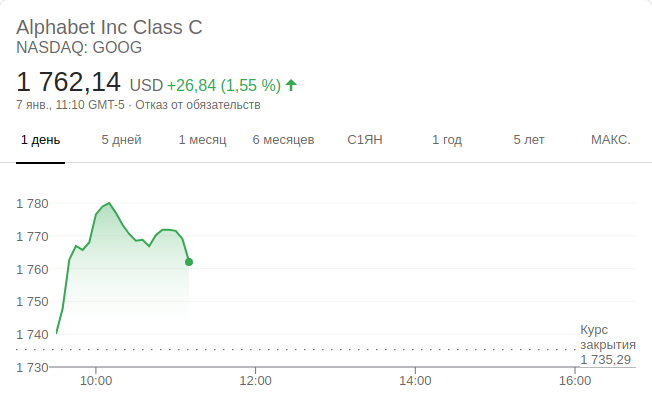 Alphabet Inc Class C
NASDAQ: GOOG
1 762,14 USD +26,84 (1,55 %)
7 янв., 11:10 GMT-5 · Отказ от обязательств
1 день 5 дней 1 месяц 6 месяцев С1ЯН 1 год 5 лет МАКС.
1 780
1 770
1 760
1 750
1 740
1 730
Курс
закрытия
1 735,29
10:00 12:00 14:00 16:00